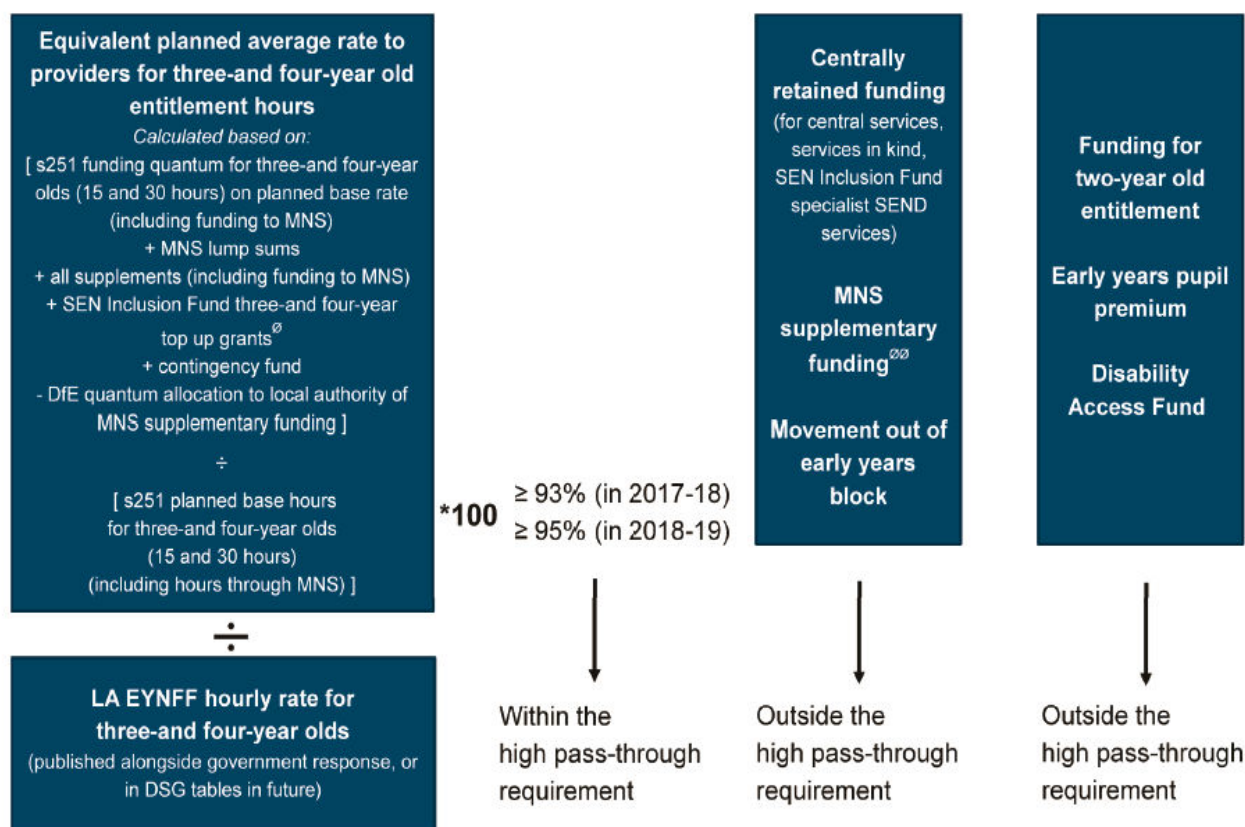 Equivalent planned average rate to
providers for three-and four-year old
entitlement hours
Calculated based on:
[ s251 funding quantum for three-and four-year
olds (15 and 30 hours) on planned base rate
(including funding to MNS)
+ MNS lump sums
+ all supplements (including funding to MNS)
+ SEN Inclusion Fund three-and four-year
top up grantsᶲ
+ contingency fund
- DfE quantum allocation to local authority of
MNS supplementary funding ]
÷
[ s251 planned base hours
for three-and four-year olds
(15 and 30 hours)
(including hours through MNS) ]
÷
LA EYNFF hourly rate for
three-and four-year olds
(published alongside government response, or
in DSG tables in future)
*100
≥ 93% (in 2017-18)
≥ 95% (in 2018-19)
Within the
high pass-through
requirement
Centrally
retained funding
(for central services,
services in kind,
SEN Inclusion Fund
specialist SEND
services)
MNS
supplementary
fundingᶲᶲ
Movement out of
early years
block
Outside the
high pass-through
requirement
Funding for
two-year old
entitlement
Early years pupil
premium
Disability
Access Fund
Outside the
high pass-through
requirement